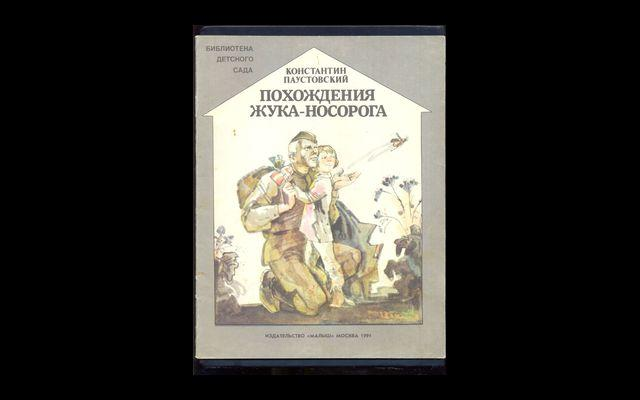 БИБЛИОТЕКА
ДЕТСКОГО
САДА
КОНСТАНТИН
ПАУСТОВСКИЙ
ПОХОЖДЕНИЯ
ЖУКА-НОСОРОГА
ИЗДАТЕЛЬСТВО «МАЛЫШ» МОСКВА 1991